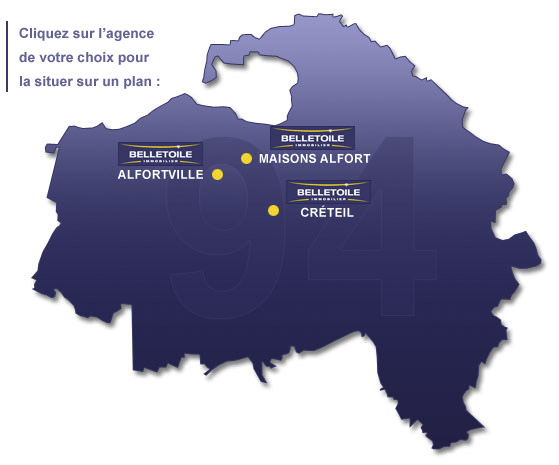 Cliquez sur l'agence
de votre choix pour
la situer sur un plan :
BELLETOILE
IMMOBILIER
MAISONS ALFORT
BELLETOILE
IMMOBILIER
ALFORTVILLE
BELLETOILE
IMMOBILIER
CRÉTEIL
94